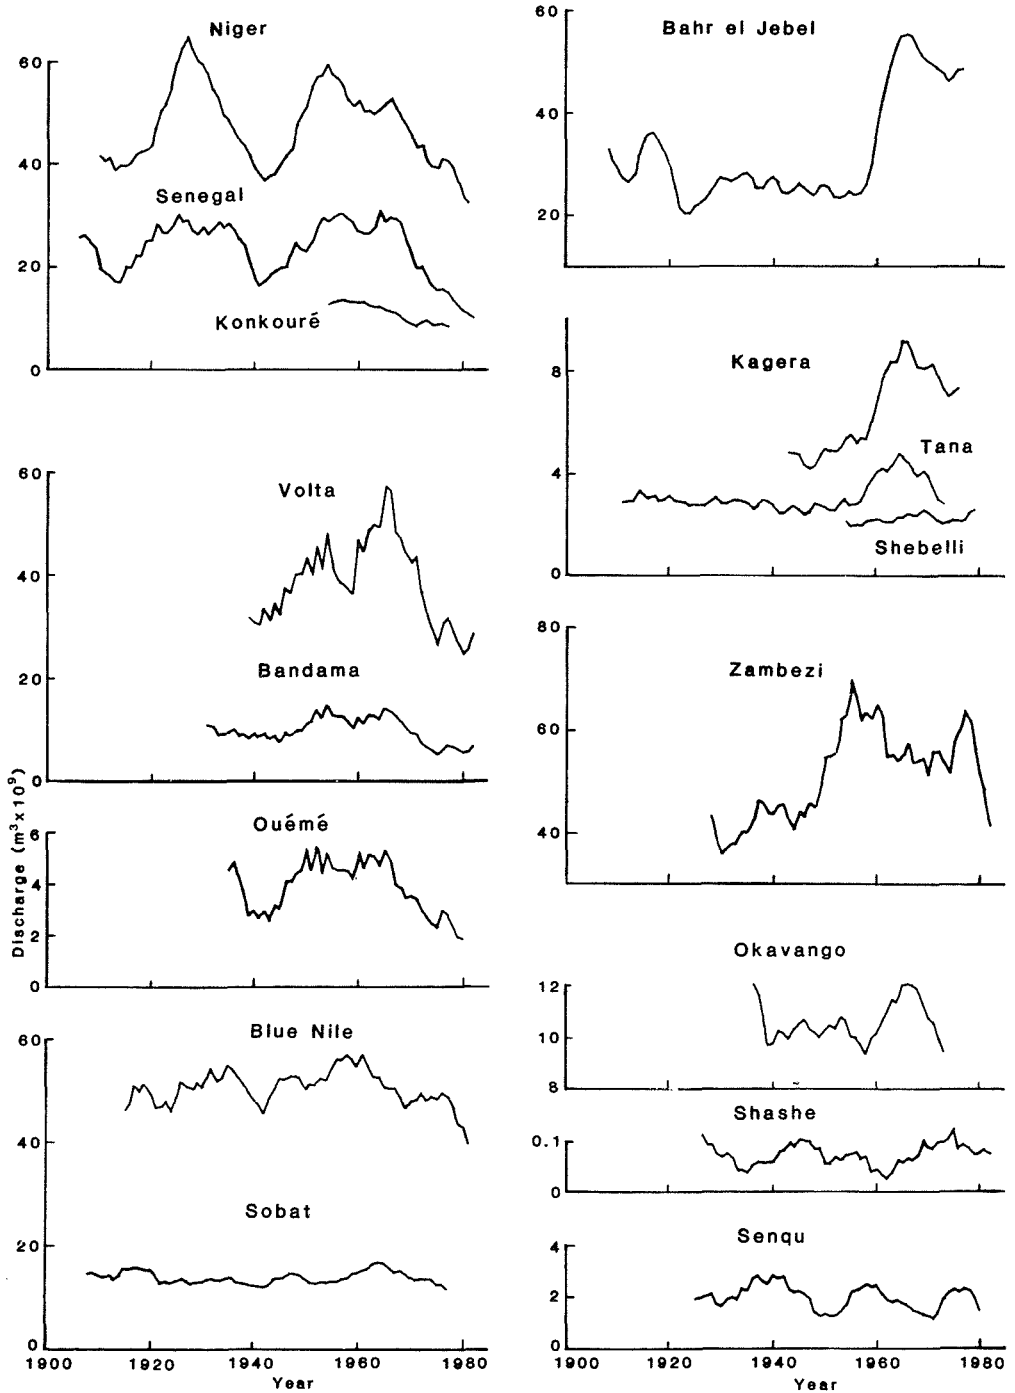 Niger
60
40
Senegal
20
Konkouré
0
60
Volta
40
20
Bandama
0
Discharge (m³x10⁹)
Ouémé
6
4
2
0
Blue Nile
60
40
Sobat
20
0
1900 1920 1940 1960 1980
Year
60
Bahr el Jebel
40
20
Kagera
8
Tana
4
Shebelli
0
80
Zambezi
60
40
Okavango
12
10
8
Shashe
0.1
0
Senqu
4
2
0
1900 1920 1940 1960 1980
Year